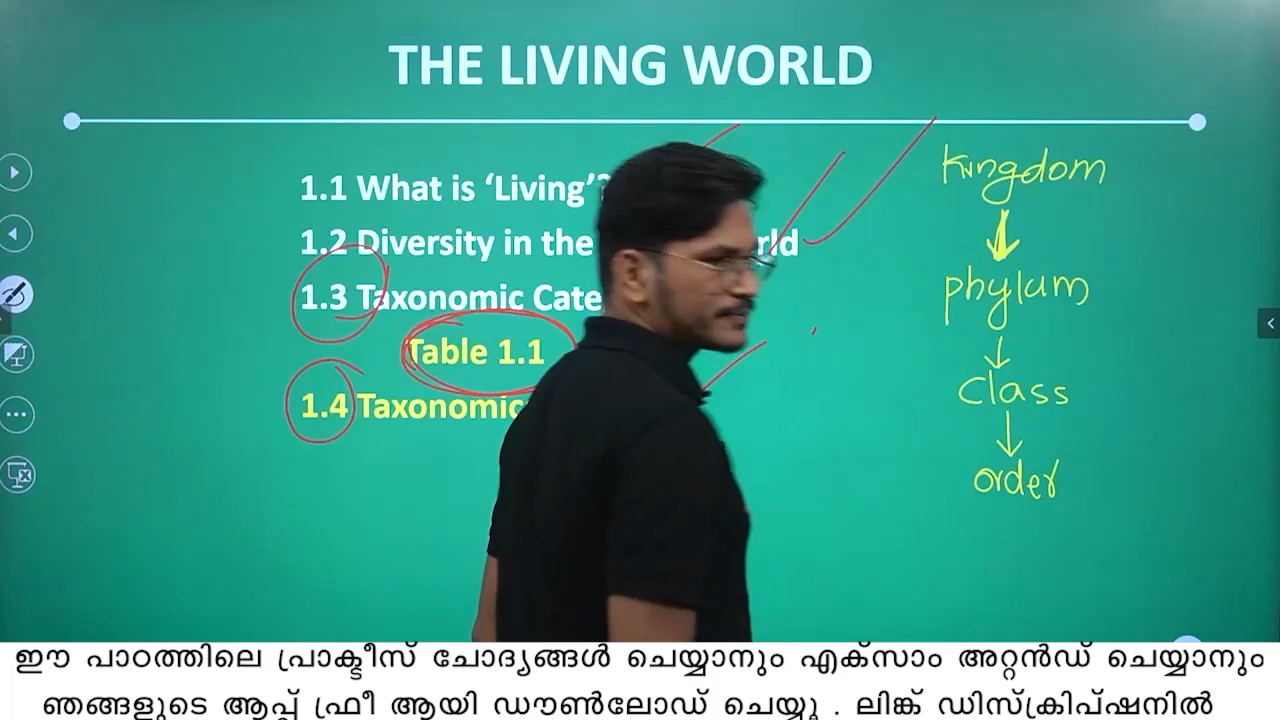 THE LIVING WORLD
1.1 What is ‘Living’?
1.2 Diversity in the
1.3 Taxonomic Cate
Table 1.1
1.4 Taxonomic
Kingdom
phylum
Class
order
ഈ പാഠത്തിലെ പ്രാക്ടീസ് ചോദ്യങ്ങൾ ചെയ്യാനും എക്സാം അറ്റൻഡ് ചെയ്യാനും
ഞങ്ങളുടെ ആപ്പ് ഫ്രീ ആയി ഡൗൺലോഡ് ചെയ്യൂ . ലിങ്ക് ഡിസ്ക്രിപ്ഷനിൽ